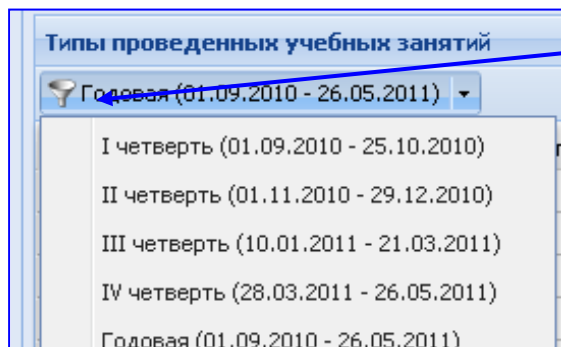 Типы проведенных учебных занятий
Годовая (01.09.2010 - 26.05.2011)
I четверть (01.09.2010 - 25.10.2010)
II четверть (01.11.2010 - 29.12.2010)
III четверть (10.01.2011 - 21.03.2011)
IV четверть (28.03.2011 - 26.05.2011)
Годовая (01.09.2010 - 26.05.2011)